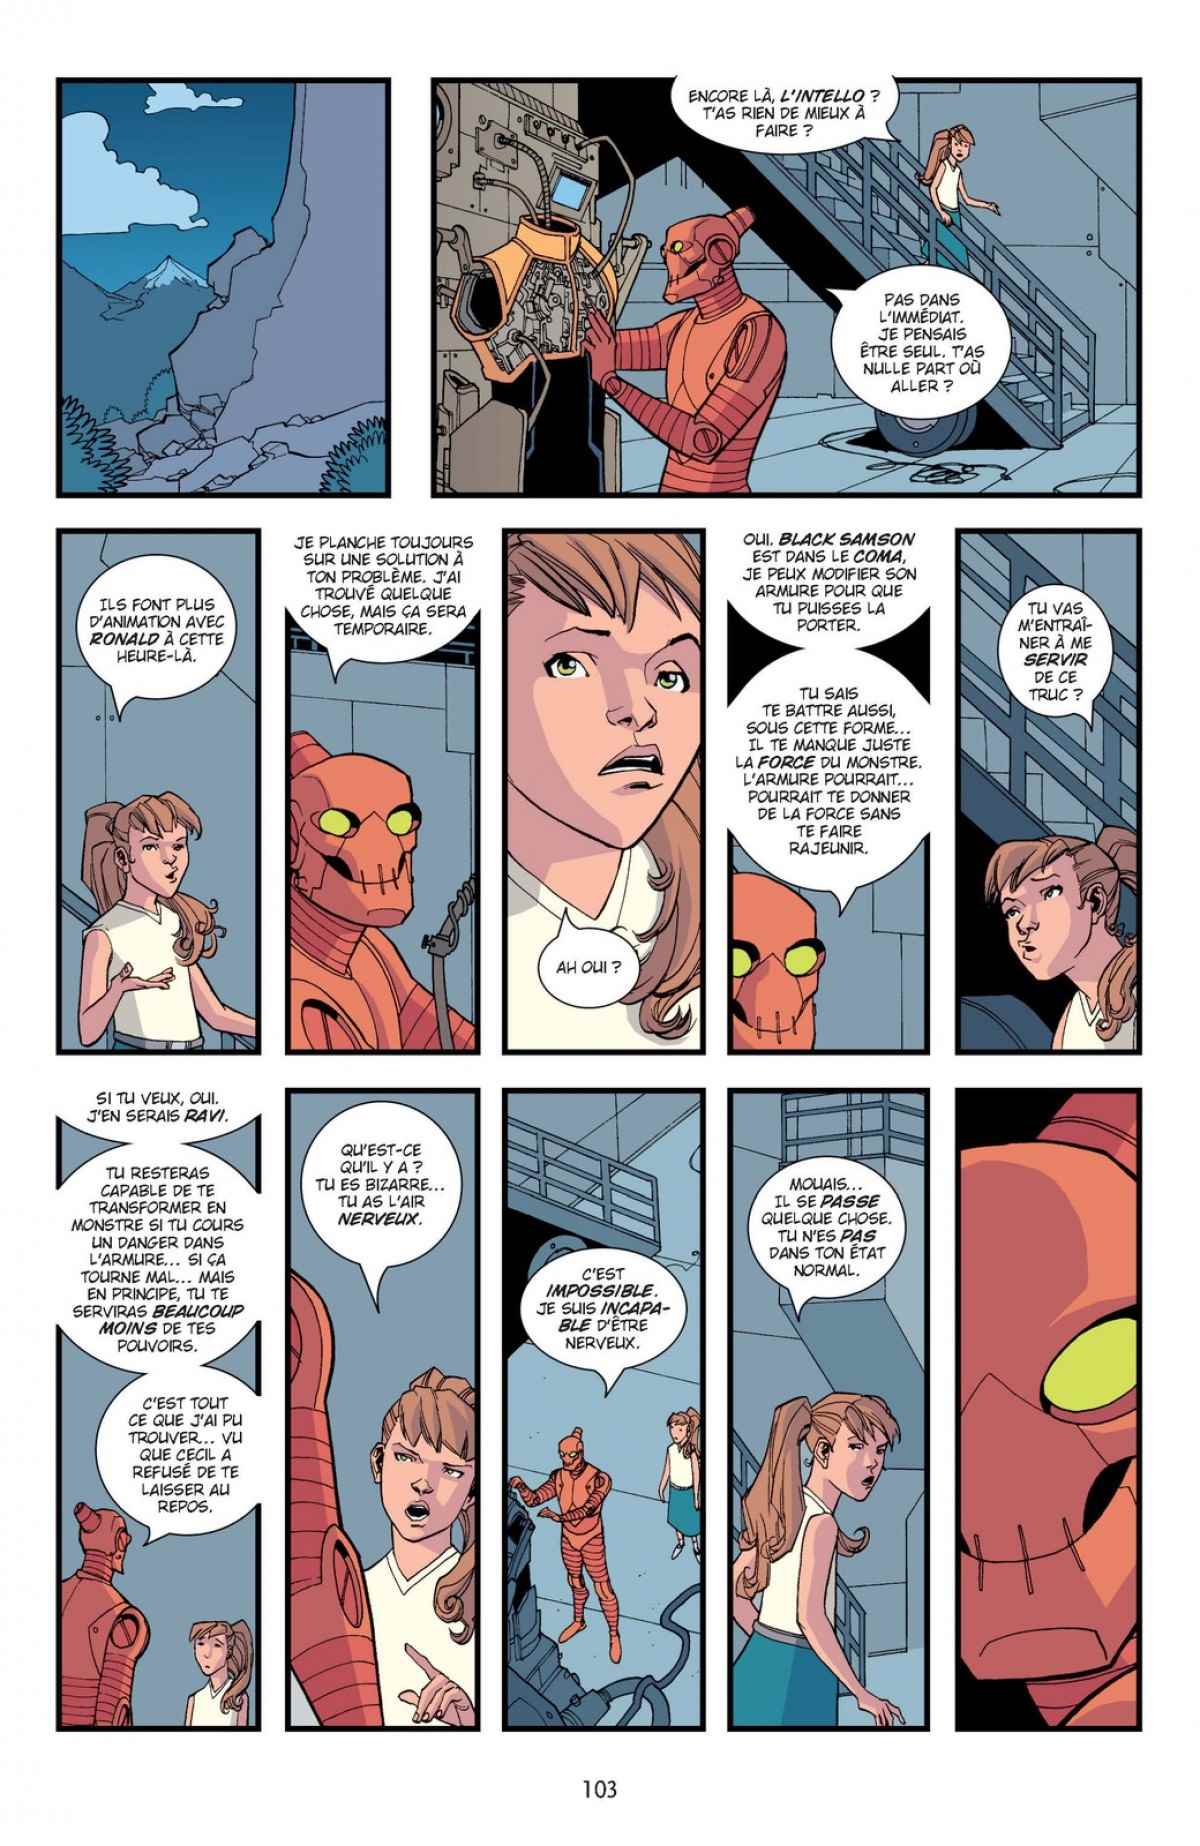 ENCORE LÀ, L'INTELLO ?
T'AS RIEN DE MIEUX À
FAIRE ?
PAS DANS
L'IMMÉDIAT.
JE PENSAIS
ÊTRE SEUL. T'AS
NULLE PART OÙ
ALLER ?
ILS FONT PLUS
D'ANIMATION AVEC
RONALD À CETTE
HEURE-LÀ.
JE PLANCHE TOUJOURS
SUR UNE SOLUTION À
TON PROBLÈME. J'AI
TROUVÉ QUELQUE
CHOSE, MAIS ÇA SERA
TEMPORAIRE.
AH OUI ?
OUI. BLACK SAMSON
EST DANS LE COMA,
JE PEUX MODIFIER SON
ARMURE POUR QUE
TU PUISSES LA
PORTER.
TU SAIS
TE BATTRE AUSSI,
SOUS CETTE FORME...
IL TE MANQUE JUSTE
LA FORCE DU MONSTRE.
L'ARMURE POURRAIT...
POURRAIT TE DONNER
DE LA FORCE SANS
TE FAIRE
RAJEUNIR.
TU VAS
M'ENTRAÎ-
NER À ME
SERVIR
DE CE
TRUC ?
SI TU VEUX, OUI.
J'EN SERAIS RAVI.
TU RESTERAS
CAPABLE DE TE
TRANSFORMER EN
MONSTRE SI TU COURS
UN DANGER DANS
L'ARMURE... SI ÇA
TOURNE MAL... MAIS
EN PRINCIPE, TU TE
SERVIRAS BEAUCOUP
MOINS DE TES
POUVOIRS.
C'EST TOUT
CE QUE J'AI PU
TROUVER... VU
QUE CECIL A
REFUSÉ DE TE
LAISSER AU
REPOS.
QU'EST-CE
QU'IL Y A ?
TU ES BIZARRE...
TU AS L'AIR
NERVEUX.
C'EST
IMPOSSIBLE.
JE SUIS INCAPA-
BLE D'ÊTRE
NERVEUX.
MOUAIS...
IL SE PASSE
QUELQUE CHOSE.
TU N'ES PAS
DANS TON ÉTAT
NORMAL.
103